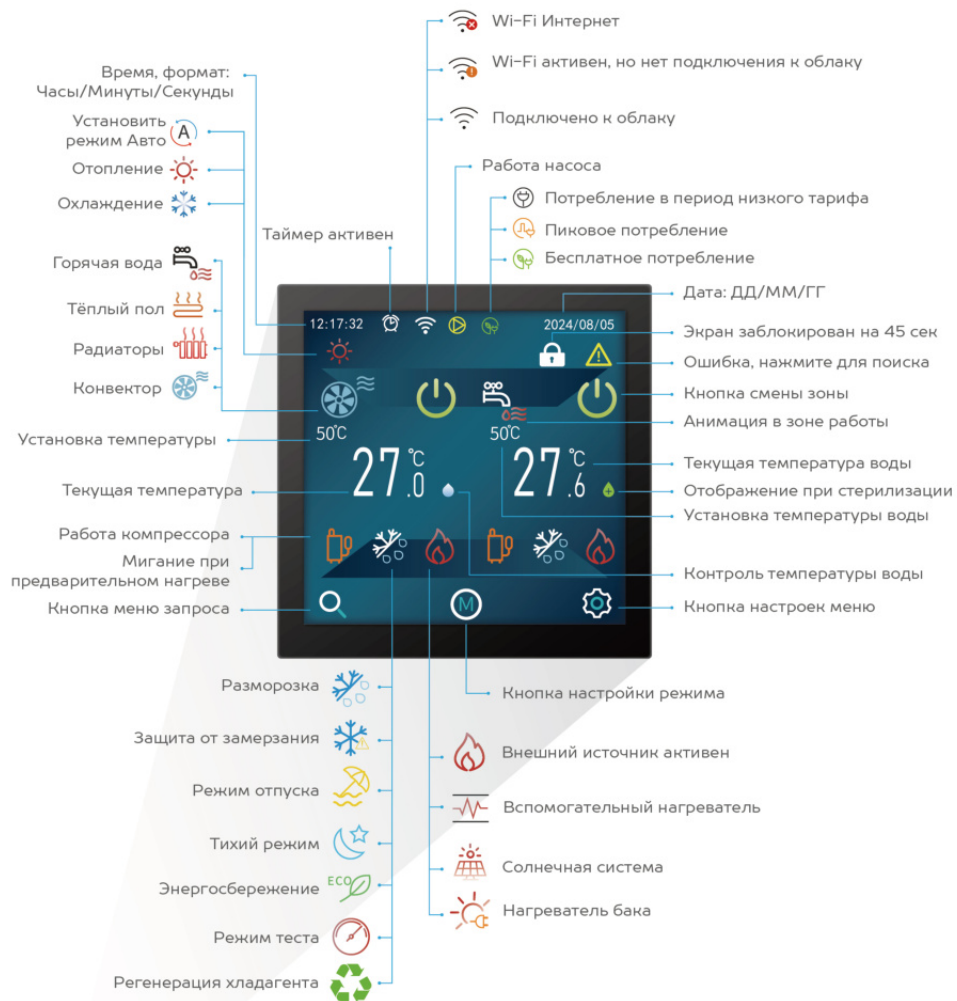 Wi-Fi Интернет
Wi-Fi активен, но нет подключения к облаку
Подключено к облаку
Работа насоса
Потребление в период низкого тарифа
Пиковое потребление
Бесплатное потребление
Время, формат:
Часы/Минуты/Секунды
Установить
режим Авто
A
Отопление
Охлаждение
Таймер активен
Горячая вода
Тёплый пол
Радиаторы
Конвектор
Установка температуры
Текущая температура
Работа компрессора
Мигание при
предварительном нагреве
Кнопка меню запроса
12:17:32
2024/08/05
50°C
50°C
27.0 °C
27.6 °C
M
Дата: ДД/ММ/ГГ
Экран заблокирован на 45 сек
Ошибка, нажмите для поиска
Кнопка смены зоны
Анимация в зоне работы
Текущая температура воды
Отображение при стерилизации
Установка температуры воды
Контроль температуры воды
Кнопка настроек меню
Разморозка
Защита от замерзания
Режим отпуска
Тихий режим
Энергосбережение
ECO
Режим теста
Регенерация хладагента
Кнопка настройки режима
Внешний источник активен
Вспомогательный нагреватель
Солнечная система
Нагреватель бака